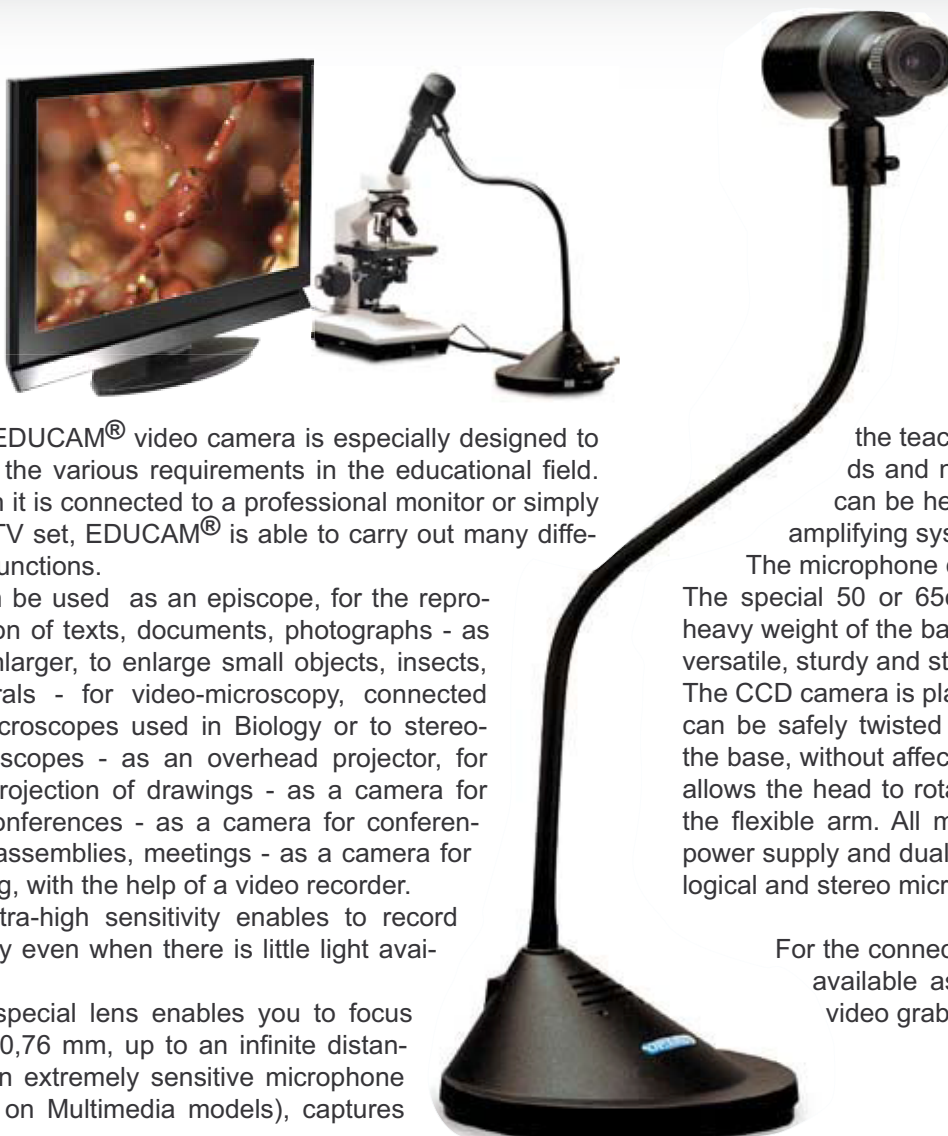 EDUCAM® video camera is especially designed to
the various requirements in the educational field.
n it is connected to a professional monitor or simply
TV set, EDUCAM® is able to carry out many diffe-
unctions.
n be used as an episcope, for the repro-
on of texts, documents, photographs - as
nlarger, to enlarge small objects, insects,
rals - for video-microscopy, connected
icroscopes used in Biology or to stereo-
scopes - as an overhead projector, for
rojection of drawings - as a camera for
onferences - as a camera for conferen-
assemblies, meetings - as a camera for
g, with the help of a video recorder.
tra-high sensitivity enables to record
y even when there is little light avai-
special lens enables you to focus
0,76 mm, up to an infinite distan-
n extremely sensitive microphone
on Multimedia models), captures
the teac
ds and n
can be he
amplifying sys
The microphone c
The special 50 or 65c
heavy weight of the ba
versatile, sturdy and st
The CCD camera is pla
can be safely twisted
the base, without affec
allows the head to rota
the flexible arm. All m
power supply and dual
logical and stereo micr
For the connec
available as
video grab